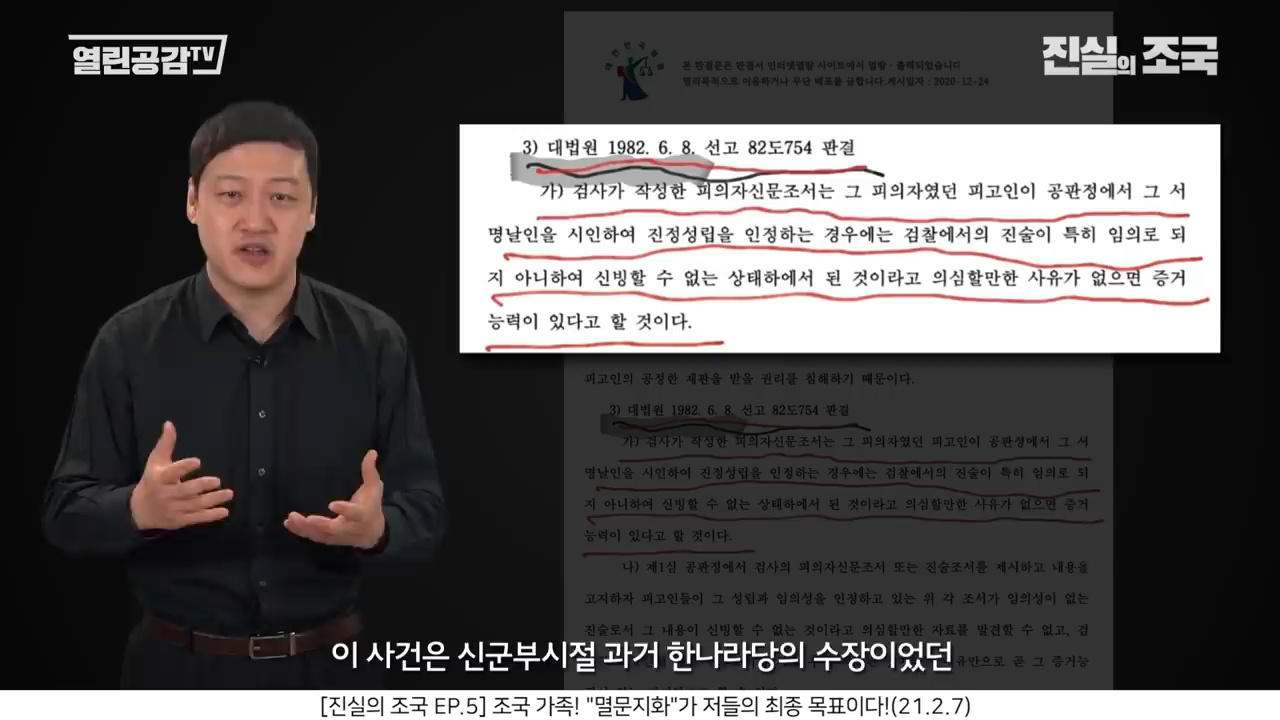 열린공감TV
진실의 조국
대한민국법원
본 판결문은 판결서 인터넷열람 사이트에서 열람·출력되었습니다
영리목적으로 이용하거나 무단 배포를 금합니다.게시일자 : 2020-12-24
3) 대법원 1982. 6. 8. 선고 82도754 판결
가) 검사가 작성한 피의자신문조서는 그 피의자였던 피고인이 공판정에서 그 서
명날인을 시인하여 진정성립을 인정하는 경우에는 검찰에서의 진술이 특히 임의로 되
지 아니하여 신빙할 수 없는 상태하에서 된 것이라고 의심할만한 사유가 없으면 증거
능력이 있다고 할 것이다.
피고인의 공정한 재판을 받을 권리를 침해하기 때문이다.
3) 대법원 1982. 6. 8. 선고 82도754 판결
가) 검사가 작성한 피의자신문조서는 그 피의자였던 피고인이 공판정에서 그 서
명날인을 시인하여 진정성립을 인정하는 경우에는 검찰에서의 진술이 특히 임의로 되
지 아니하여 신빙할 수 없는 상태하에서 된 것이라고 의심할만한 사유가 없으면 증거
능력이 있다고 할 것이다.
나) 제1심 공판정에서 검사의 피의자신문조서 또는 진술조서를 제시하고 내용을
고지하자 피고인들이 그 성립과 임의성을 인정하고 있는 위 각 조서가 임의성이 없는
진술로서 그 내용이 신빙할 수 없는 것이라고 의심할만한 자료를 발견할 수 없고, 검
유만으로 곧 그 증거능
이 사건은 신군부시절 과거 한나라당의 수장이었던
[진실의 조국 EP.5] 조국 가족! "멸문지화"가 저들의 최종 목표이다!(21.2.7)